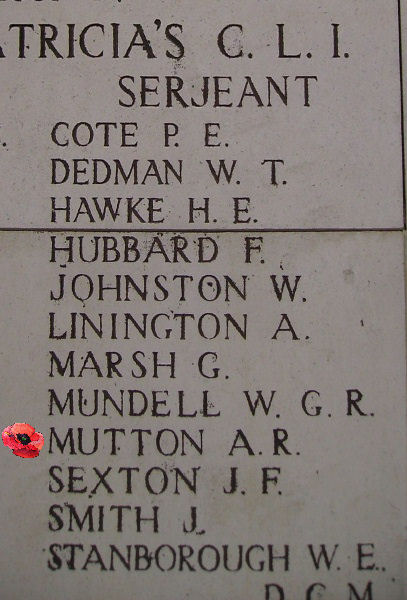 ATRICIA'S C. L. I.
SERJEANT
COTE P. E.
DEDMAN W. T.
HAWKE H. E.
HUBBARD F.
JOHNSTON W.
LININGTON A.
MARSH G.
MUNDELL W. G. R.
MUTTON A. R.
SEXTON J. F.
SMITH J.
STANBOROUGH W. E.,
D. C. M.